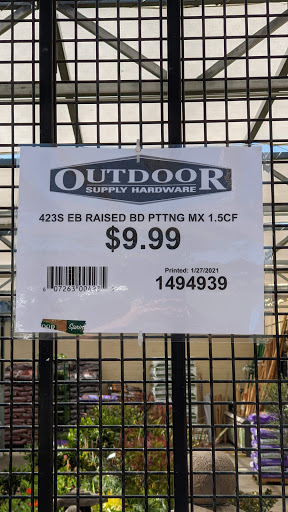 OUTDOOR
SUPPLY HARDWARE
423S EB RAISED BD PTTNG MX 1.5CF
$9.99
Printed: 1/27/2021
1494939